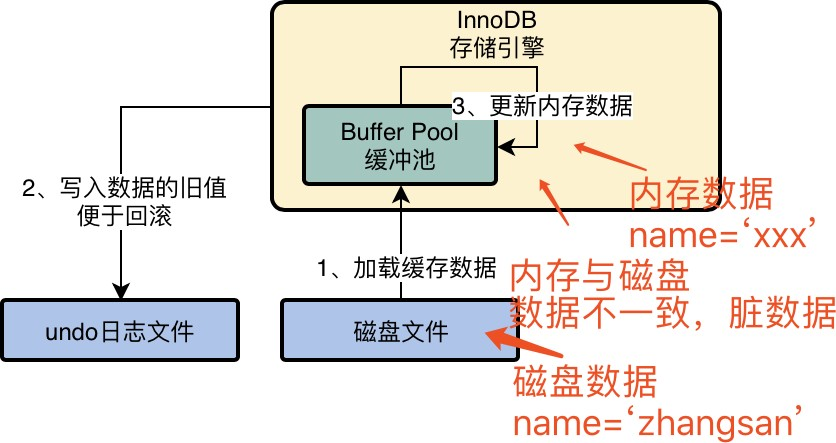 InnoDB
存储引擎
3、更新内存数据
Buffer Pool
缓冲池
2、写入数据的旧值
便于回滚
内存数据
name=‘xxx’
1、加载缓存数据
内存与磁盘
数据不一致，脏数据
undo日志文件
磁盘文件
磁盘数据
name=‘zhangsan’